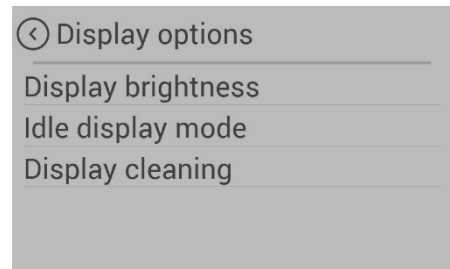 Display options
Display brightness
Idle display mode
Display cleaning